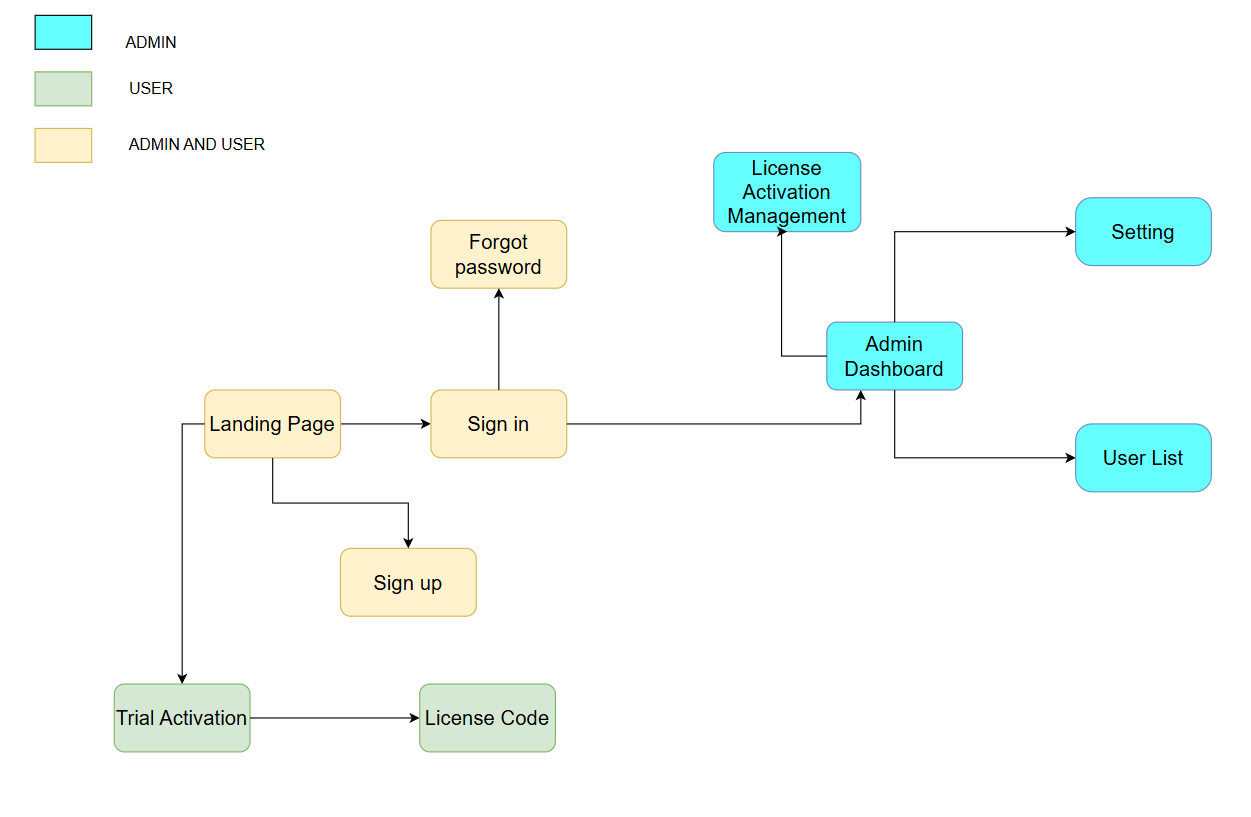 ADMIN
USER
ADMIN AND USER
License
Activation
Management
Setting
Forgot
password
Admin
Dashboard
Landing Page
Sign in
User List
Sign up
Trial Activation
License Code